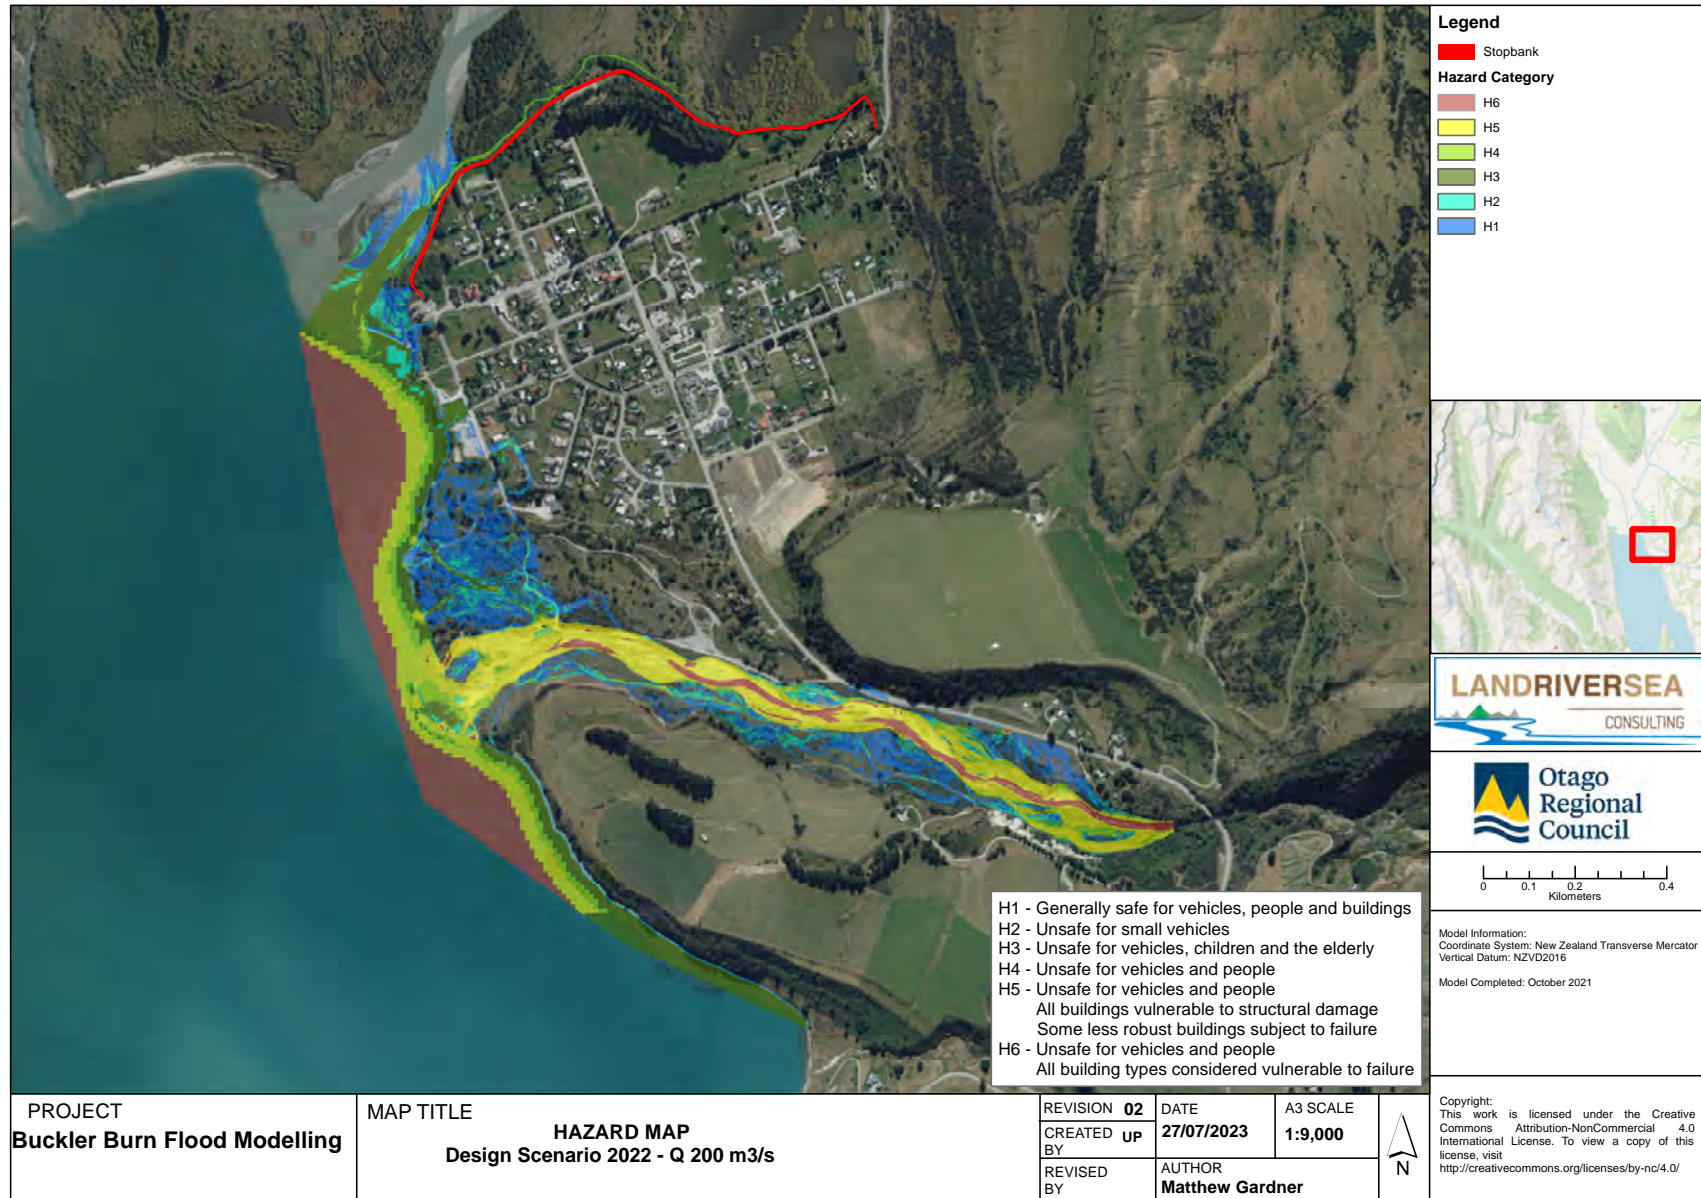 Legend
Stopbank
Hazard Category
H6
H5
H4
H3
H2
H1
LANDRIVERSEA
CONSULTING
Otago
Regional
Council
0 0.1 0.2 0.4
Kilometers
Model Information:
Coordinate System: New Zealand Transverse Mercator
Vertical Datum: NZVD2016
Model Completed: October 2021
H1 - Generally safe for vehicles, people and buildings
H2 - Unsafe for small vehicles
H3 - Unsafe for vehicles, children and the elderly
H4 - Unsafe for vehicles and people
H5 - Unsafe for vehicles and people
All buildings vulnerable to structural damage
Some less robust buildings subject to failure
H6 - Unsafe for vehicles and people
All building types considered vulnerable to failure
PROJECT
Buckler Burn Flood Modelling
MAP TITLE
HAZARD MAP
Design Scenario 2022 - Q 200 m3/s
REVISION 02
CREATED BY UP
REVISED BY
DATE
27/07/2023
A3 SCALE
1:9,000
AUTHOR
Matthew Gardner
N
Copyright:
This work is licensed under the Creative
Commons Attribution-NonCommercial 4.0
International License. To view a copy of this
license, visit
http://creativecommons.org/licenses/by-nc/4.0/